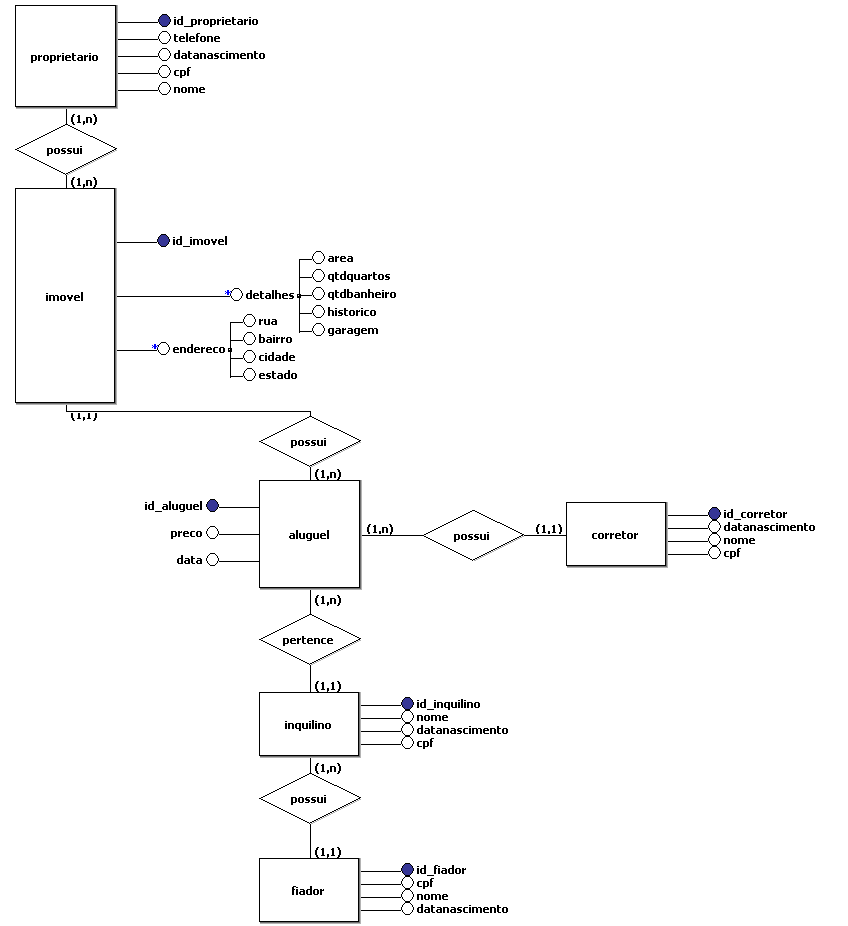 id_proprietario
telefone
proprietario
datanascimento
cpf
nome
(1,n)
possui
(1,n)
id_imovel
imovel
detalhes
area
qtdquartos
qtdbanheiro
historico
garagem
endereco
rua
bairro
cidade
estado
(1,1)
possui
(1,n)
id_aluguel
preco
data
aluguel
(1,n)
possui
(1,1)
corretor
id_corretor
datanascimento
nome
cpf
(1,n)
pertence
(1,1)
inquilino
id_inquilino
nome
datanascimento
cpf
(1,n)
possui
(1,1)
fiador
id_fiador
cpf
nome
datanascimento